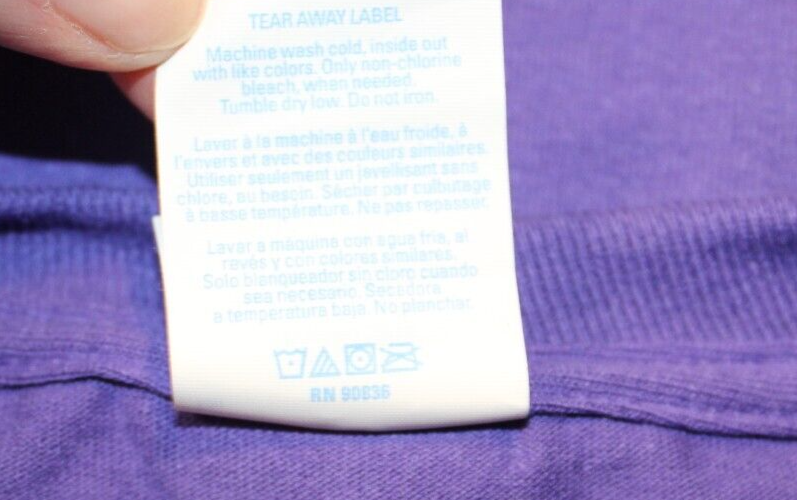 TEAR AWAY LABEL
Machine wash cold, inside out
with like colors. Only non-chlorine
bleach, when needed.
Tumble dry low. Do not iron.
Laver à la machine à l'eau froide, à
l'envers et avec des couleurs similaires.
Utiliser seulement un javellisant sans
chlore, au besoin. Sécher par culbutage
à basse température. Ne pas repasser.
Lavar a máquina con agua fría, al
revés y con colores similares.
Solo blanqueador sin cloro cuando
sea necesario. Secadora
a temperatura baja. No planchar.
RN 90836